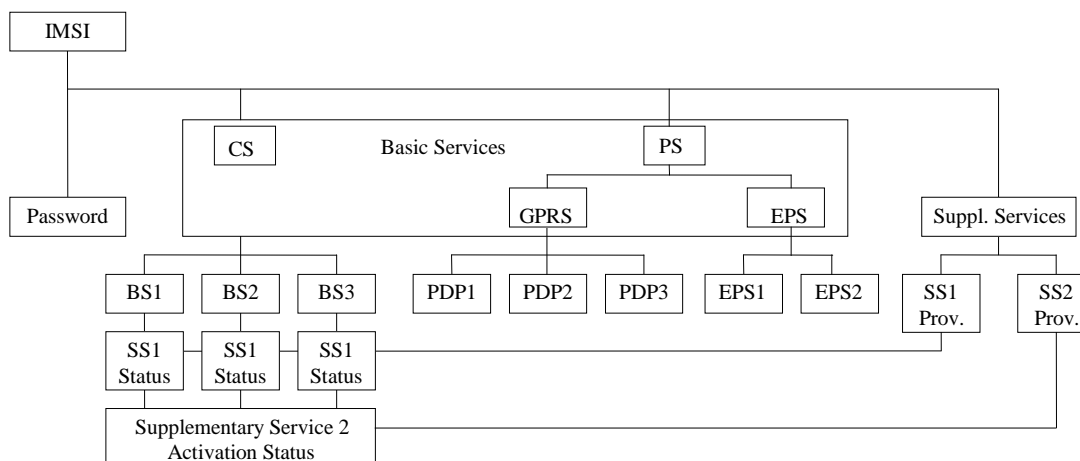 IMSI
CS
Basic Services
PS
Password
GPRS
EPS
Suppl. Services
BS1
BS2
BS3
PDP1
PDP2
PDP3
EPS1
EPS2
SS1
Prov.
SS2
Prov.
SS1
Status
SS1
Status
SS1
Status
Supplementary Service 2
Activation Status